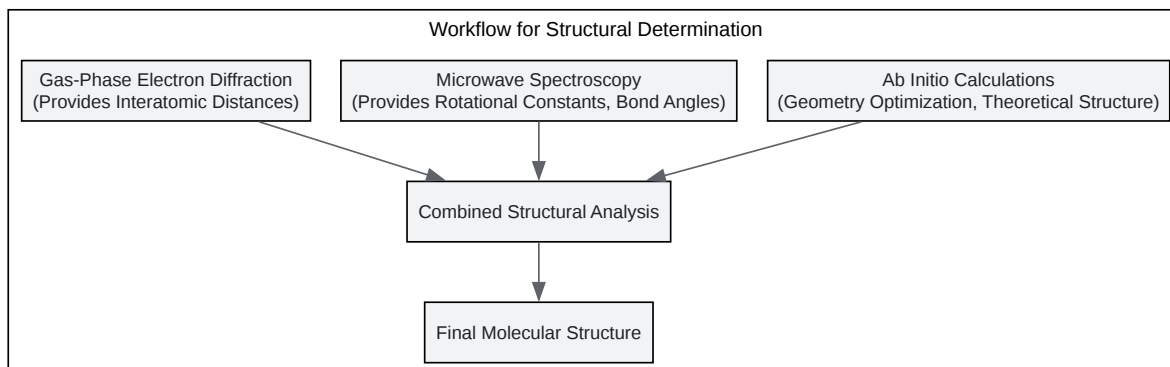 Workflow for Structural Determination
Gas-Phase Electron Diffraction
(Provides Interatomic Distances)
Microwave Spectroscopy
(Provides Rotational Constants, Bond Angles)
Ab Initio Calculations
(Geometry Optimization, Theoretical Structure)
Combined Structural Analysis
Final Molecular Structure